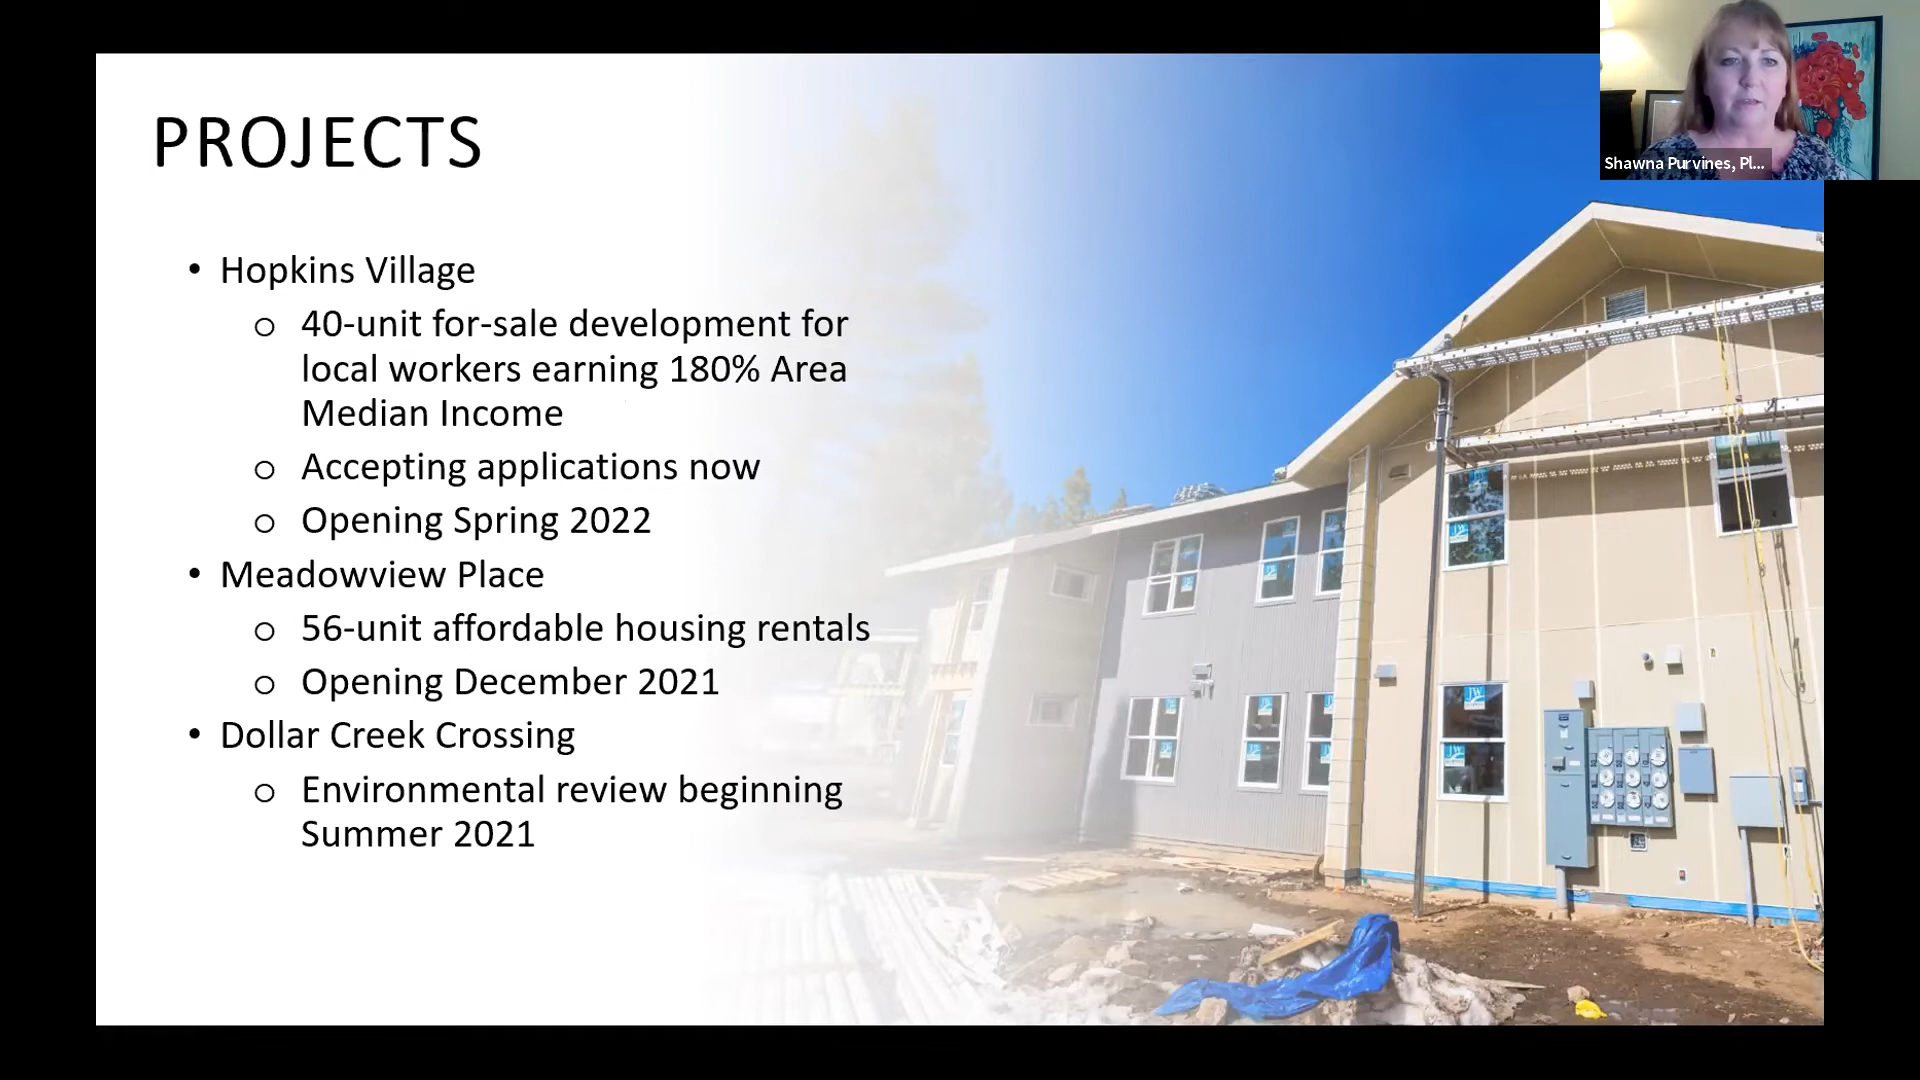 PROJECTS
• Hopkins Village
o 40-unit for-sale development for
local workers earning 180% Area
Median Income
o Accepting applications now
o Opening Spring 2022
• Meadowview Place
o 56-unit affordable housing rentals
o Opening December 2021
• Dollar Creek Crossing
o Environmental review beginning
Summer 2021
Shawna Purvines, Pl...
JW
JW